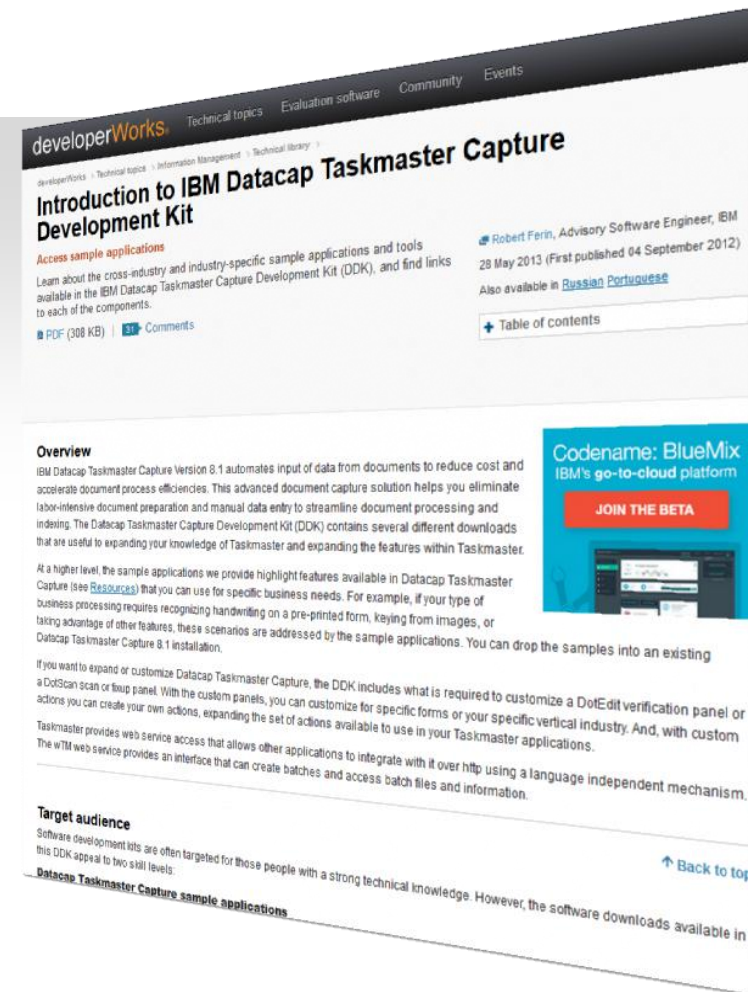 developerWorks. Technical topics Evaluation software Community Events
developerWorks › Technical topics › Information Management › Technical library ›
Introduction to IBM Datacap Taskmaster Capture
Development Kit
Access sample applications
Learn about the cross-industry and industry-specific sample applications and tools
available in the IBM Datacap Taskmaster Capture Development Kit (DDK), and find links
to each of the components.
PDF (308 KB) | 31 Comments
Robert Ferin, Advisory Software Engineer, IBM
28 May 2013 (First published 04 September 2012)
Also available in Russian Portuguese
+ Table of contents
Overview
IBM Datacap Taskmaster Capture Version 8.1 automates input of data from documents to reduce cost and
accelerate document process efficiencies. This advanced document capture solution helps you eliminate
labor-intensive document preparation and manual data entry to streamline document processing and
indexing. The Datacap Taskmaster Capture Development Kit (DDK) contains several different downloads
that are useful to expanding your knowledge of Taskmaster and expanding the features within Taskmaster.
Codename: BlueMix
IBM's go-to-cloud platform
JOIN THE BETA
At a higher level, the sample applications we provide highlight features available in Datacap Taskmaster
Capture (see Resources) that you can use for specific business needs. For example, if your type of
business processing requires recognizing handwriting on a pre-printed form, keying from images, or
taking advantage of other features, these scenarios are addressed by the sample applications. You can drop the samples into an existing
Datacap Taskmaster Capture 8.1 installation.
If you want to expand or customize Datacap Taskmaster Capture, the DDK includes what is required to customize a DotEdit verification panel or
a DotScan scan or fixup panel. With the custom panels, you can customize for specific forms or your specific vertical industry. And, with custom
actions you can create your own actions, expanding the set of actions available to use in your Taskmaster applications.
Taskmaster provides web service access that allows other applications to integrate with it over http using a language independent mechanism.
The wTM web service provides an interface that can create batches and access batch files and information.
Back to top
Target audience
Software development kits are often targeted for those people with a strong technical knowledge. However, the software downloads available in
this DDK appeal to two skill levels:
Datacap Taskmaster Capture sample applications